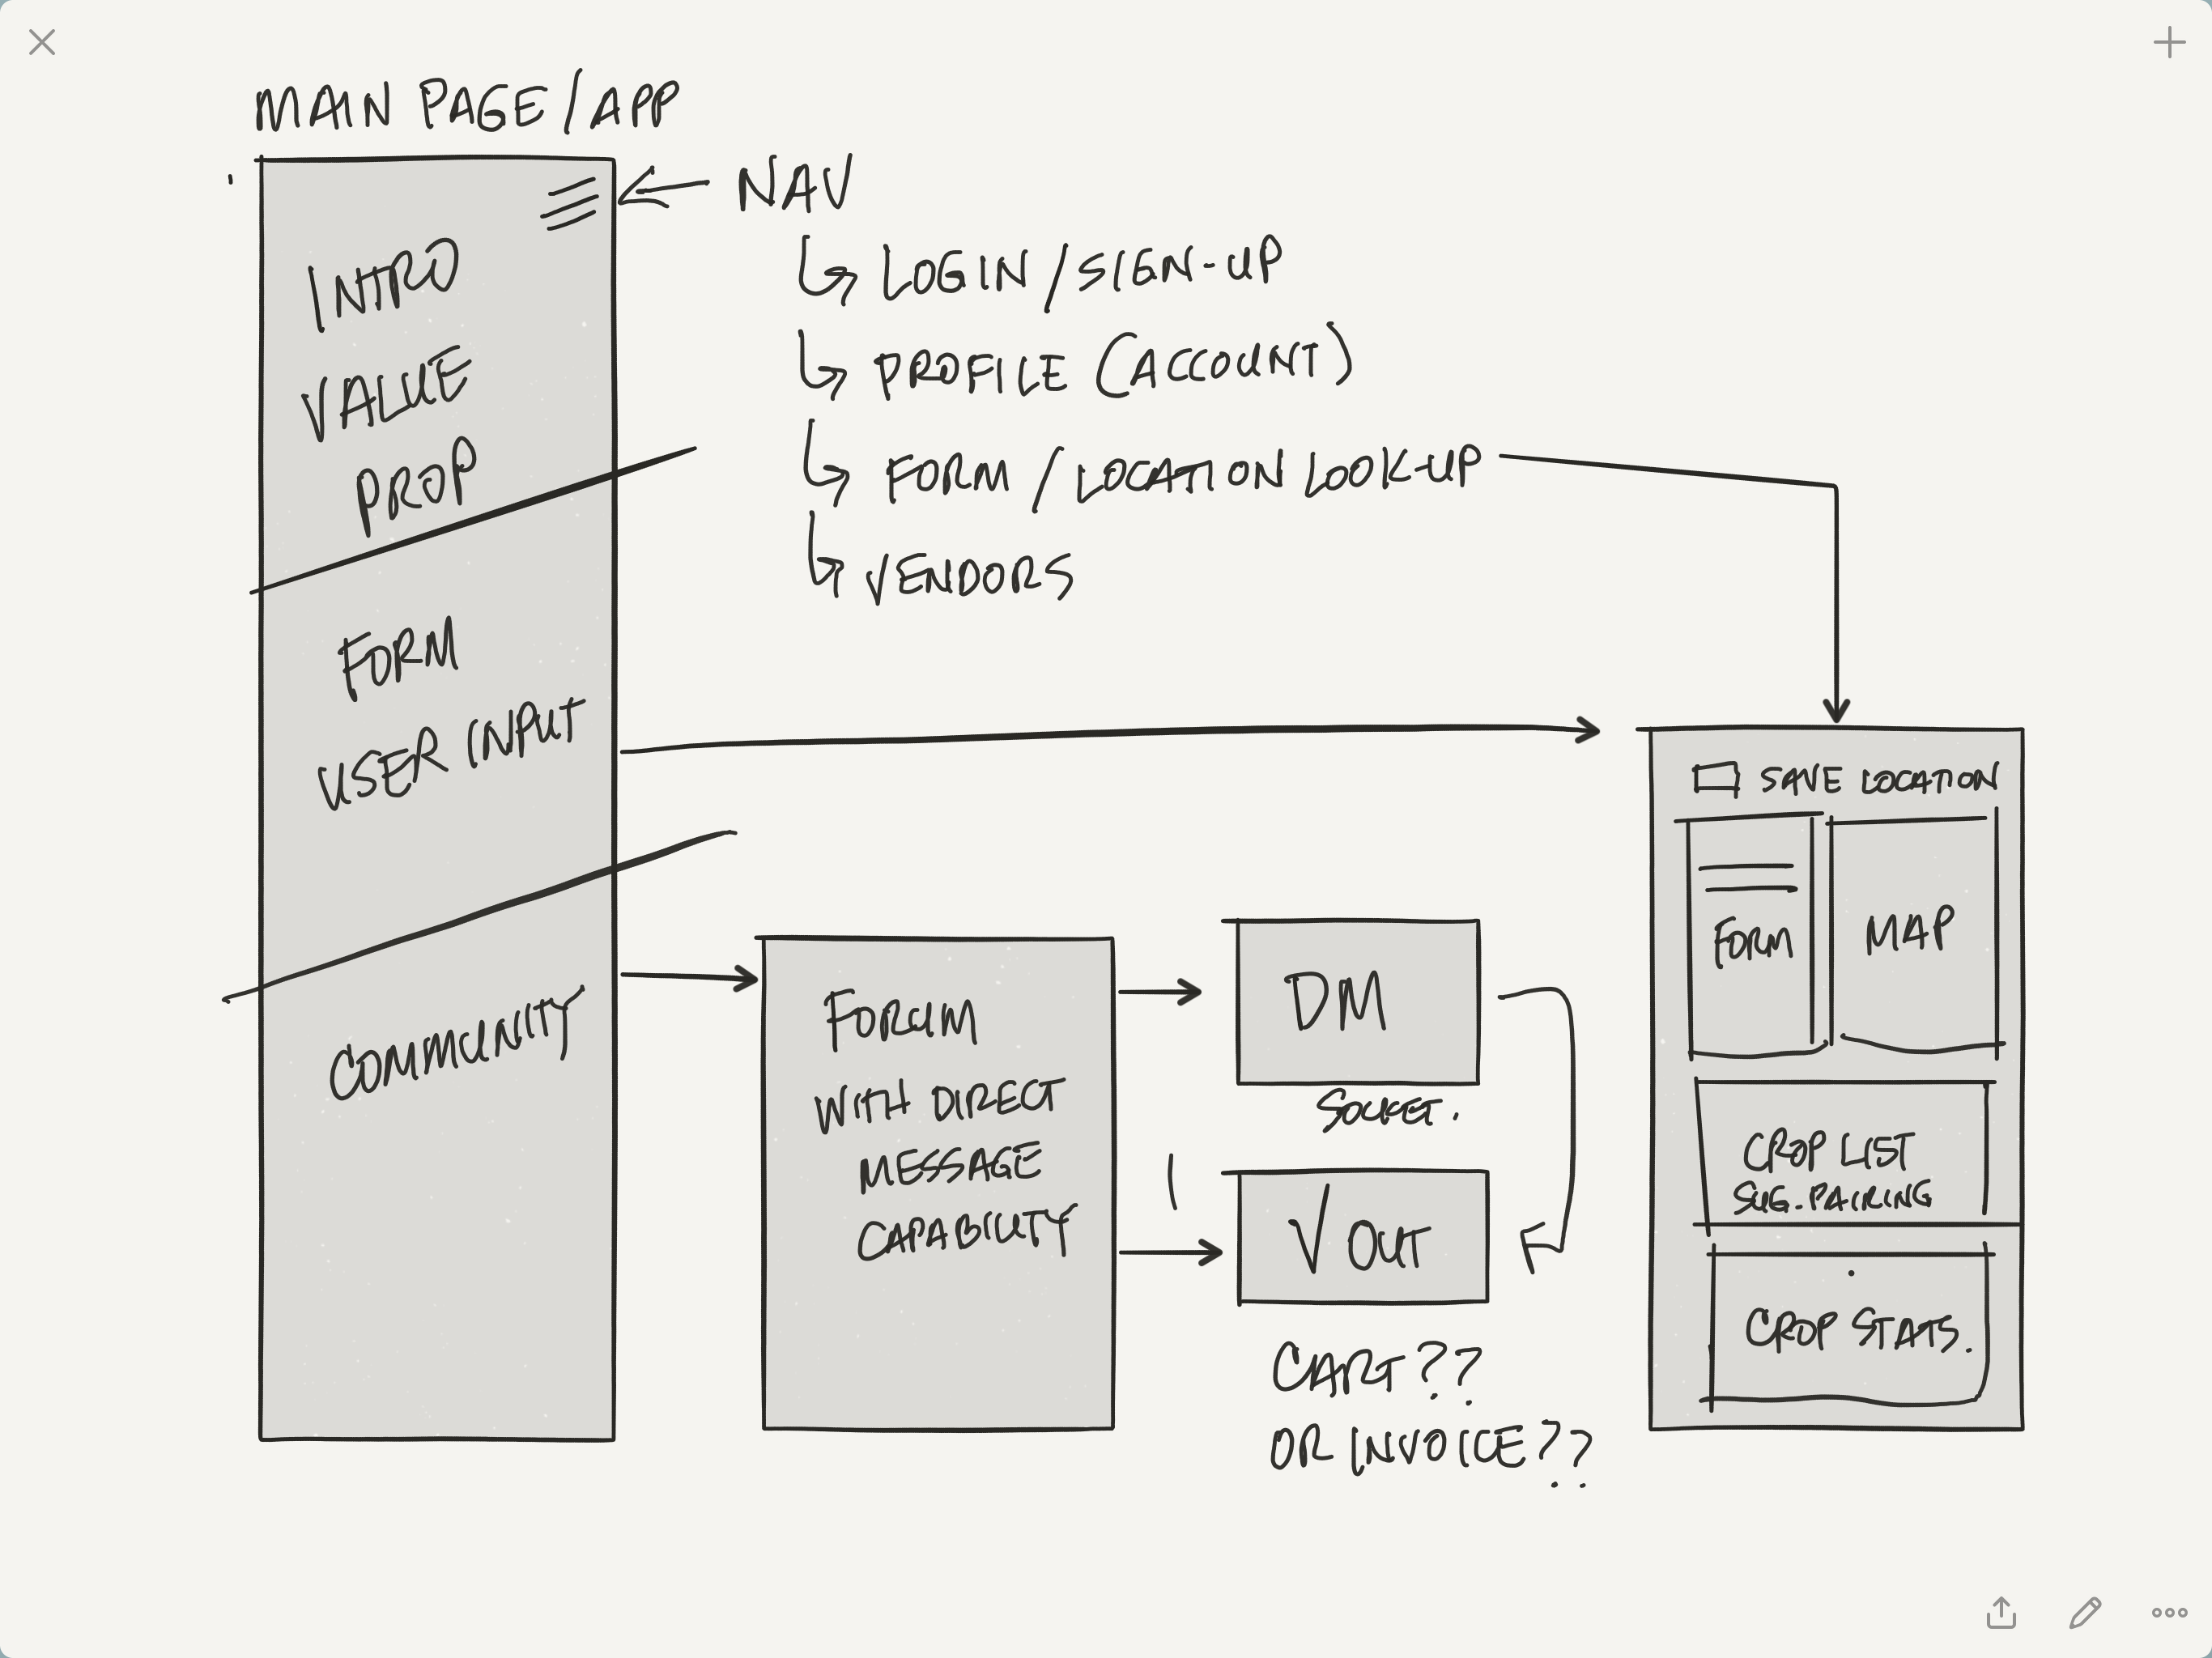 MAIN PAGE/APP
NAV
LOGIN/SIGN-UP
PROFILE (ACCOUNT)
FORM/LOCATION LOOK-UP
VENDORS
INTRO
VALUE
PROP
FORM
USER INPUT
COMMUNITY
FORUM
WITH DIRECT
MESSAGE
CAPABILITY
DM
SOCKET.
√ OUT
CART??
OR INVOICE??
SAVE LOCATION
FORM
MAP
CROP LIST
CROP STATS.